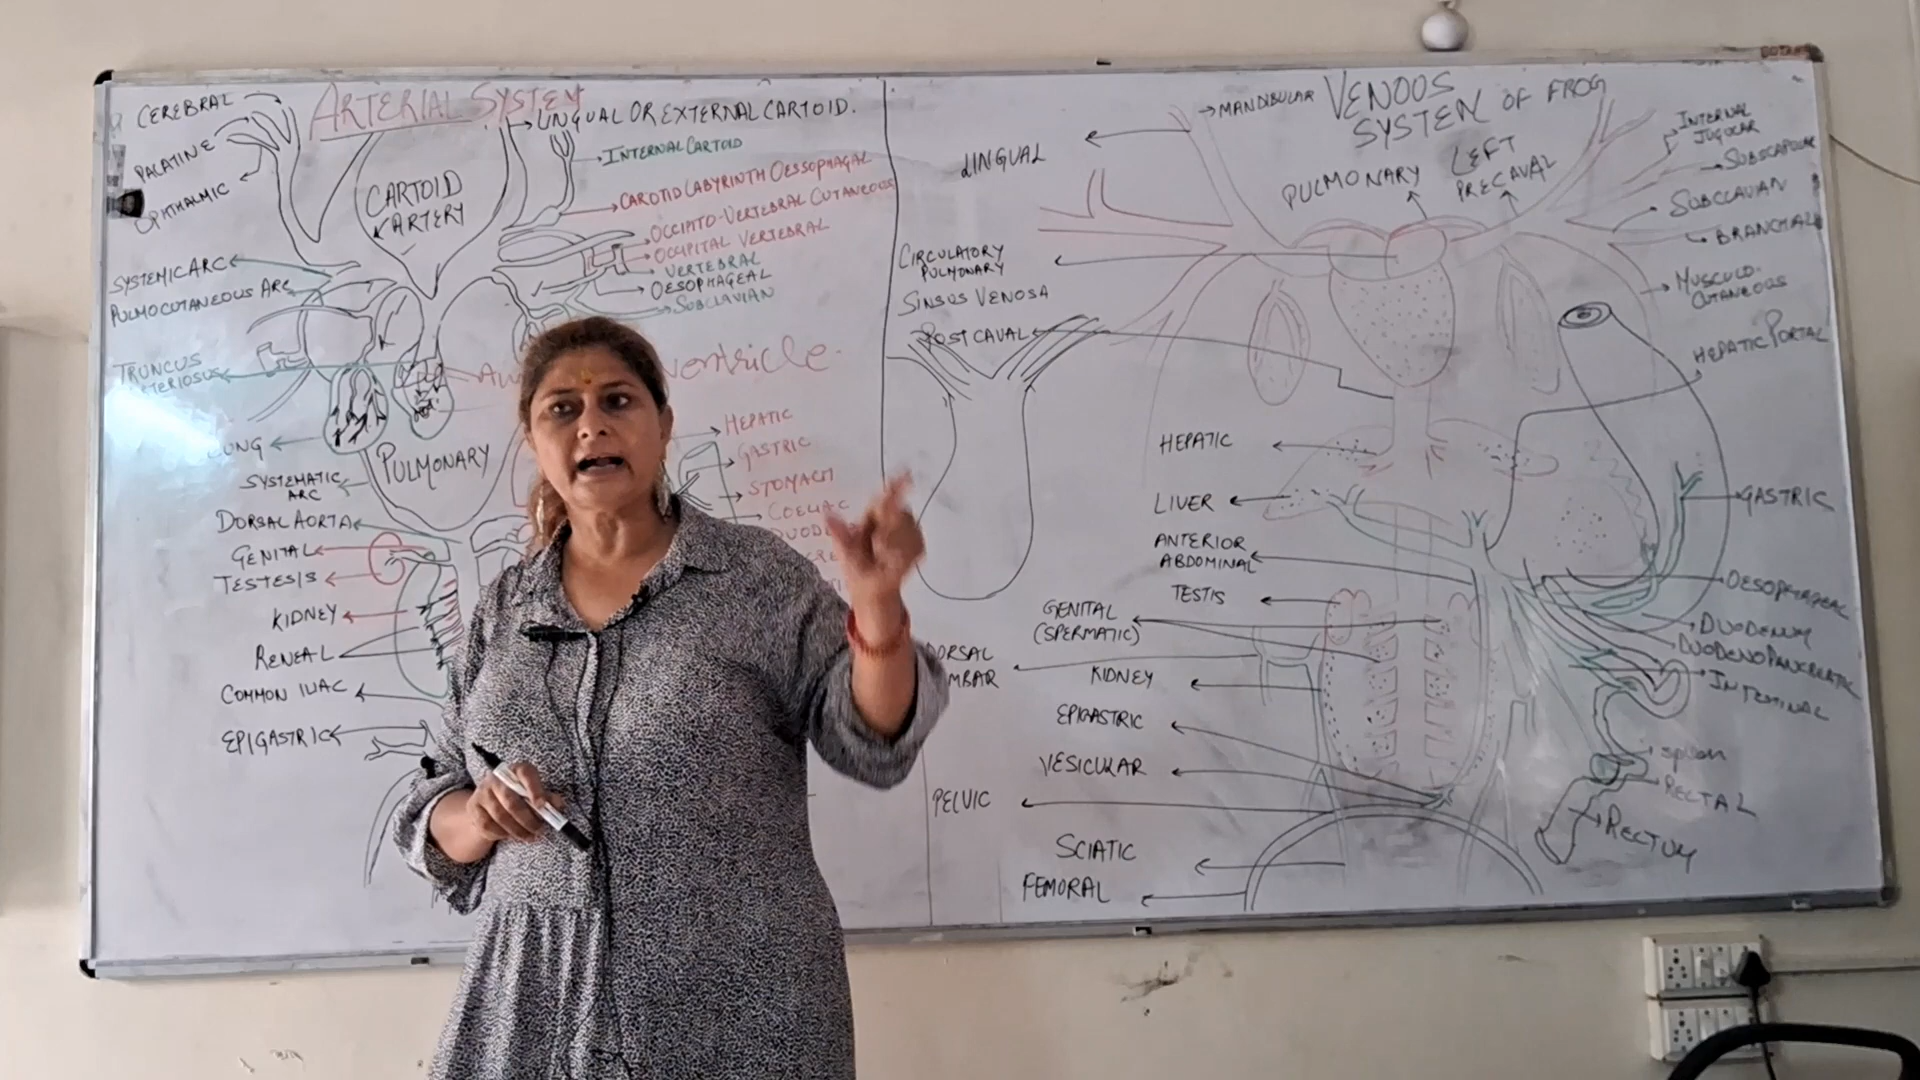 ARTERIAL SYSTEM
CEREBRAL
PALATINE
OPHTHALMIC
CARTOID
ARTERY
LINGUAL OR EXTERNAL CARTOID.
INTERNAL CARTOID
CAROTID LABYRINTH OESSOPHAGAL
OCCIPITO-VERTEBRAL CUTANEOUS
OCCIPITAL VERTEBRAL
VERTEBRAL
OESOPHAGEAL
SUBCLAVIAN
SYSTEMIC ARC
PULMOCUTANEOUS ARC
TRUNCUS
ventricle.
LUNG
PULMONARY
SYSTEMATIC
ARC
DORSAL AORTA
GENITAL
TESTESIS
KIDNEY
RENEAL
COMMON ILIAC
EPIGASTRIC
HEPATIC
GASTRIC
STOMACH
VENOOS
SYSTEM OF FROG
MANDIBULAR
LINGUAL
PULMONARY
LEFT
PRECAVAL
INTERNAL
JUGULAR
SUBSCAPULAR
SUBCLAVIAN
BRANCHIAL
MUSCULO-
CUTANEOUS
HEPATIC PORTAL
CIRCULATORY
PULMONARY
SINSUS VENOSA
POST CAVAL
HEPATIC
LIVER
ANTERIOR
ABDOMINAL
TESTIS
GENITAL
(SPERMATIC)
DORSAL
KIDNEY
EPIGASTRIC
VESICULAR
PELVIC
SCIATIC
FEMORAL
GASTRIC
OESOPHAGEAL
DUODENUM
DUODENOPANCREATIC
INTESTINAL
spleen
RECTAL
RECTUM